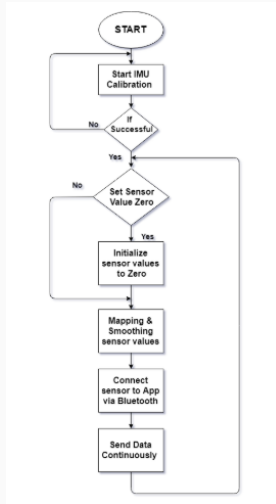 START
Start IMU
Calibration
If
Successful
No
Yes
Set Sensor
Value Zero
No
Yes
Initialize
sensor values
to Zero
Mapping &
Smoothing
sensor values
Connect
sensor to App
via Bluetooth
Send Data
Continuously